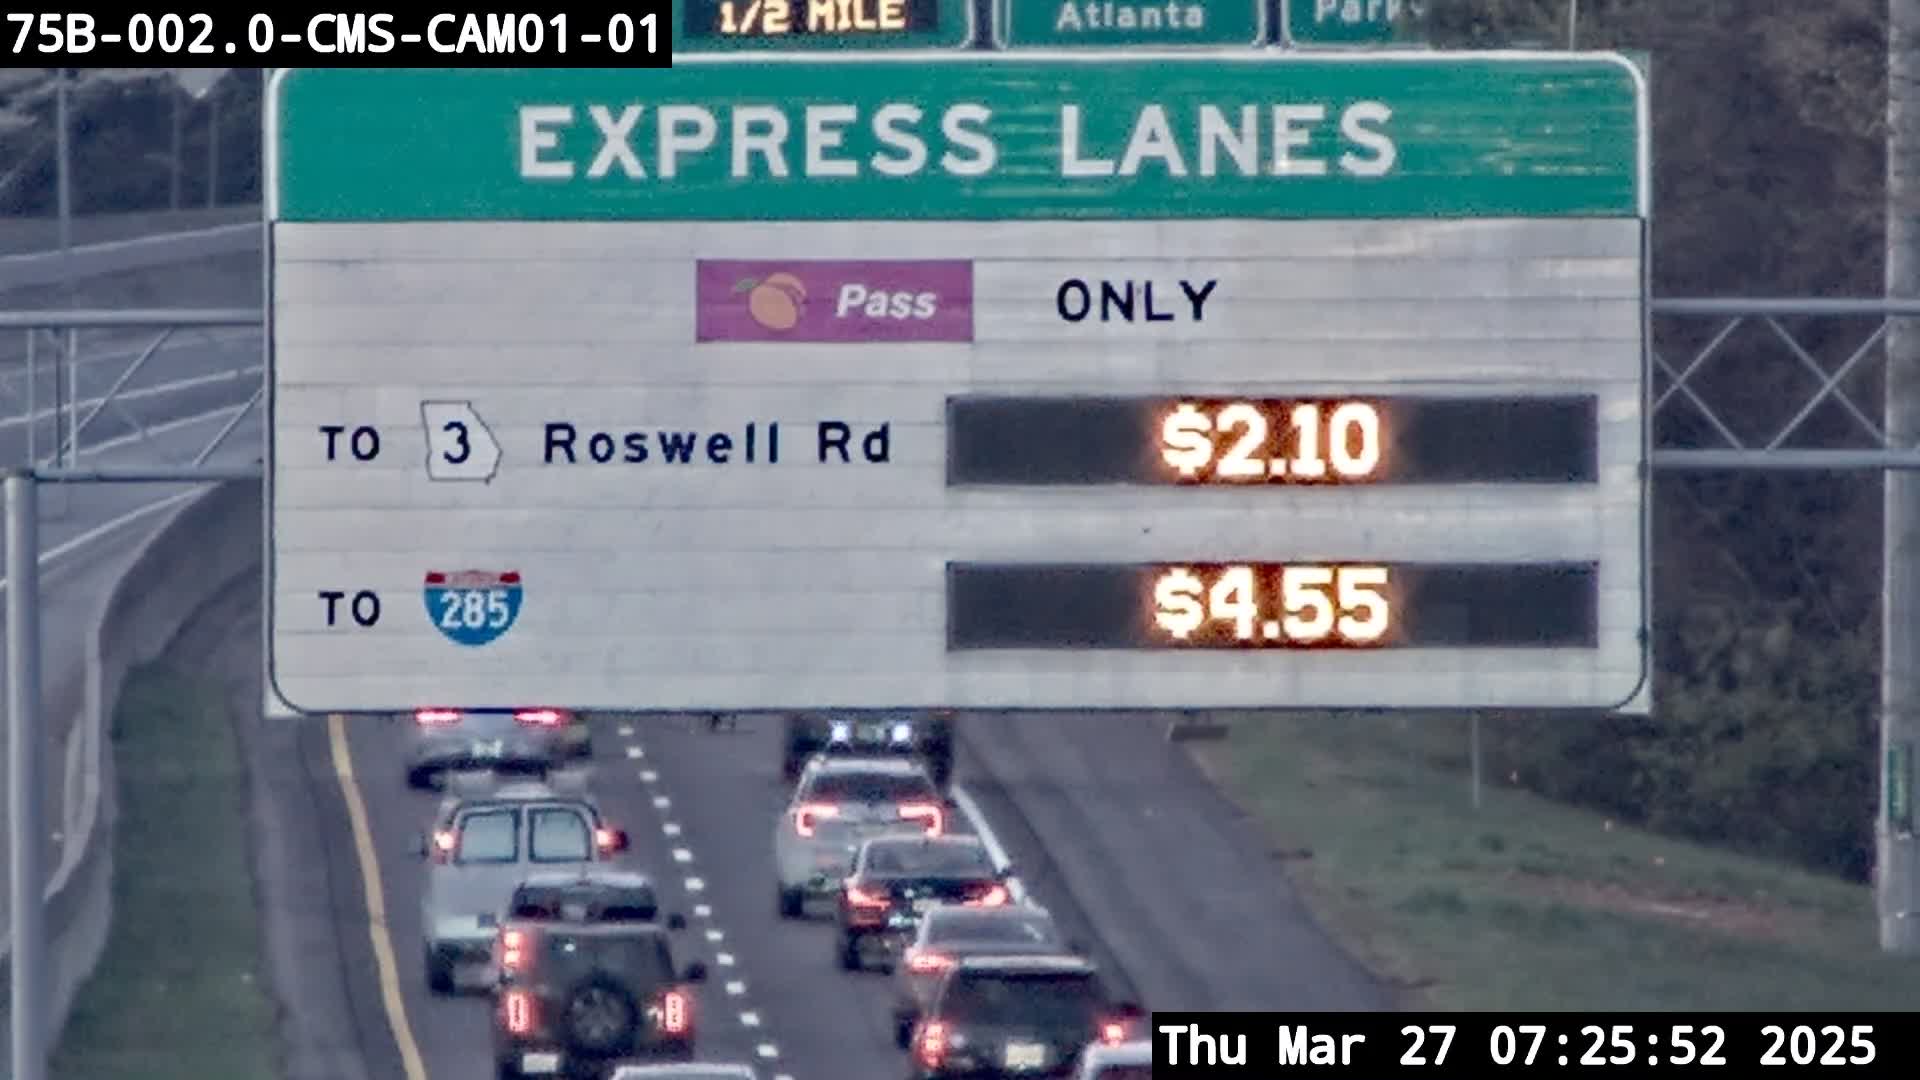 75B-002.0-CMS-CAM01-01
1/2 MILE
Atlanta
EXPRESS LANES
Pass ONLY
TO 3 Roswell Rd $2.10
TO 285 $4.55
Thu Mar 27 07:25:52 2025